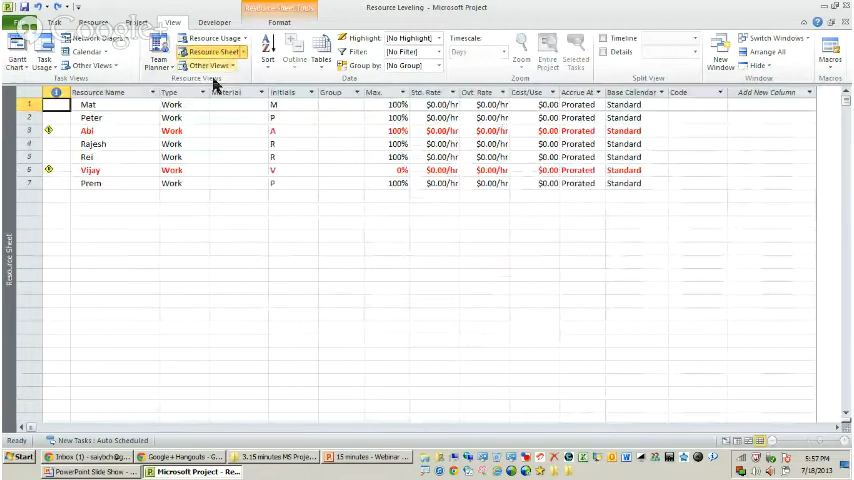 Resource Sheet Tools
Resource Leveling - Microsoft Project
File Task Resource Project View Developer Format
Google+
Gantt Chart
Task Usage
Network Diagram
Calendar
Other Views
Task Views
Team Planner
Resource Usage
Resource Sheet
Other Views
Resource Views
Sort
Outline
Tables
Highlight: [No Highlight]
Filter: [No Filter]
Group by: [No Group]
Data
Timescale:
Days
Zoom
Entire Project
Selected Tasks
Zoom
Timeline
Details
Split View
New Window
Switch Windows
Arrange All
Hide
Window
Macros
Macros
Resource Name Type Material Initials Group Max. Std. Rate Ovt. Rate Cost/Use Accrue At Base Calendar Code Add New Column
1 Mat Work M 100% $0.00/hr $0.00/hr $0.00 Prorated Standard
2 Peter Work P 100% $0.00/hr $0.00/hr $0.00 Prorated Standard
3 Abi Work A 100% $0.00/hr $0.00/hr $0.00 Prorated Standard
4 Rajesh Work R 100% $0.00/hr $0.00/hr $0.00 Prorated Standard
5 Rei Work R 100% $0.00/hr $0.00/hr $0.00 Prorated Standard
6 Vijay Work V 0% $0.00/hr $0.00/hr $0.00 Prorated Standard
7 Prem Work P 100% $0.00/hr $0.00/hr $0.00 Prorated Standard
Resource Sheet
Ready New Tasks : Auto Scheduled
Start Inbox (1) - saiybch@g... Google+ Hangouts - G... 3.15 minutes MS Projec... 15 minutes - Webinar ...
5:57 PM
PowerPoint Slide Show - ... Microsoft Project - Re...
7/18/2013